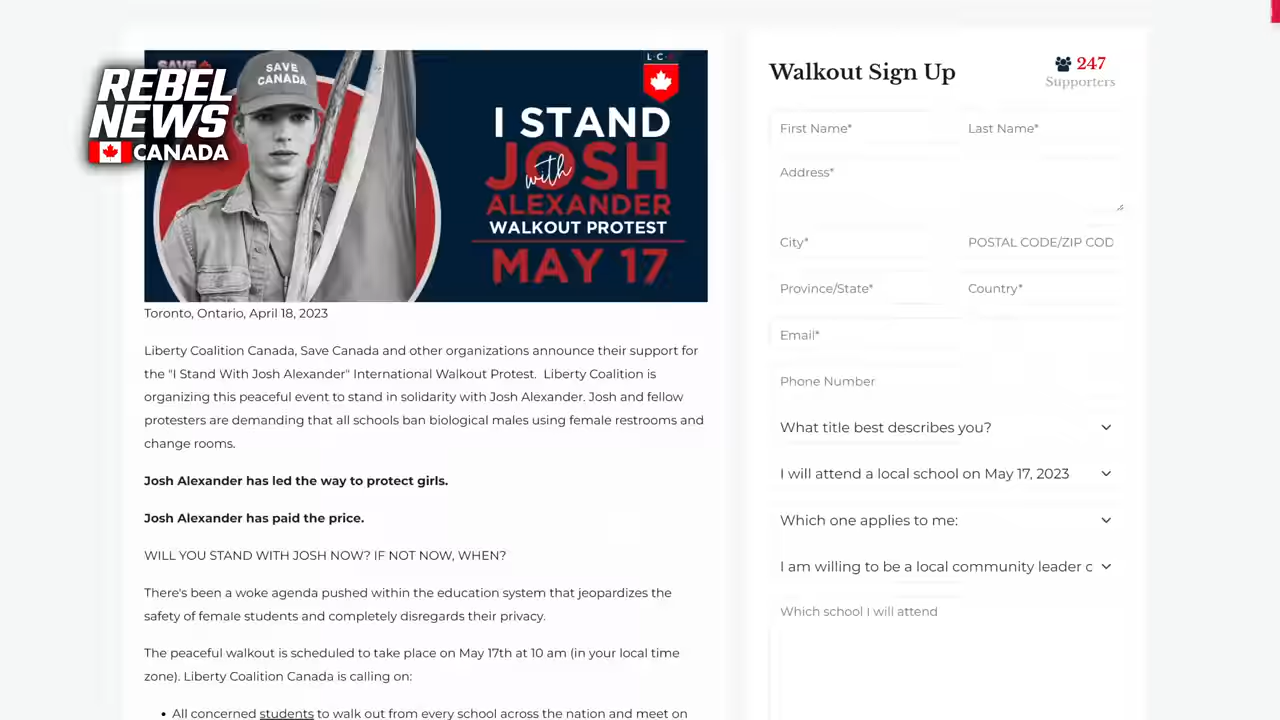 REBEL
NEWS
CANADA
SAVE
SAVE
CANADA
L C
I STAND
with
JOSH
ALEXANDER
WALKOUT PROTEST
MAY 17
Toronto, Ontario, April 18, 2023
Liberty Coalition Canada, Save Canada and other organizations announce their support for
the "I Stand With Josh Alexander" International Walkout Protest. Liberty Coalition is
organizing this peaceful event to stand in solidarity with Josh Alexander. Josh and fellow
protesters are demanding that all schools ban biological males using female restrooms and
change rooms.
Josh Alexander has led the way to protect girls.
Josh Alexander has paid the price.
WILL YOU STAND WITH JOSH NOW? IF NOT NOW, WHEN?
There's been a woke agenda pushed within the education system that jeopardizes the
safety of female students and completely disregards their privacy.
The peaceful walkout is scheduled to take place on May 17th at 10 am (in your local time
zone). Liberty Coalition Canada is calling on:
• All concerned students to walk out from every school across the nation and meet on
Walkout Sign Up
247
Supporters
First Name* Last Name*
Address*
City* POSTAL CODE/ZIP COD
Province/State* Country*
Email*
Phone Number
What title best describes you?
I will attend a local school on May 17, 2023
Which one applies to me:
I am willing to be a local community leader c
Which school I will attend